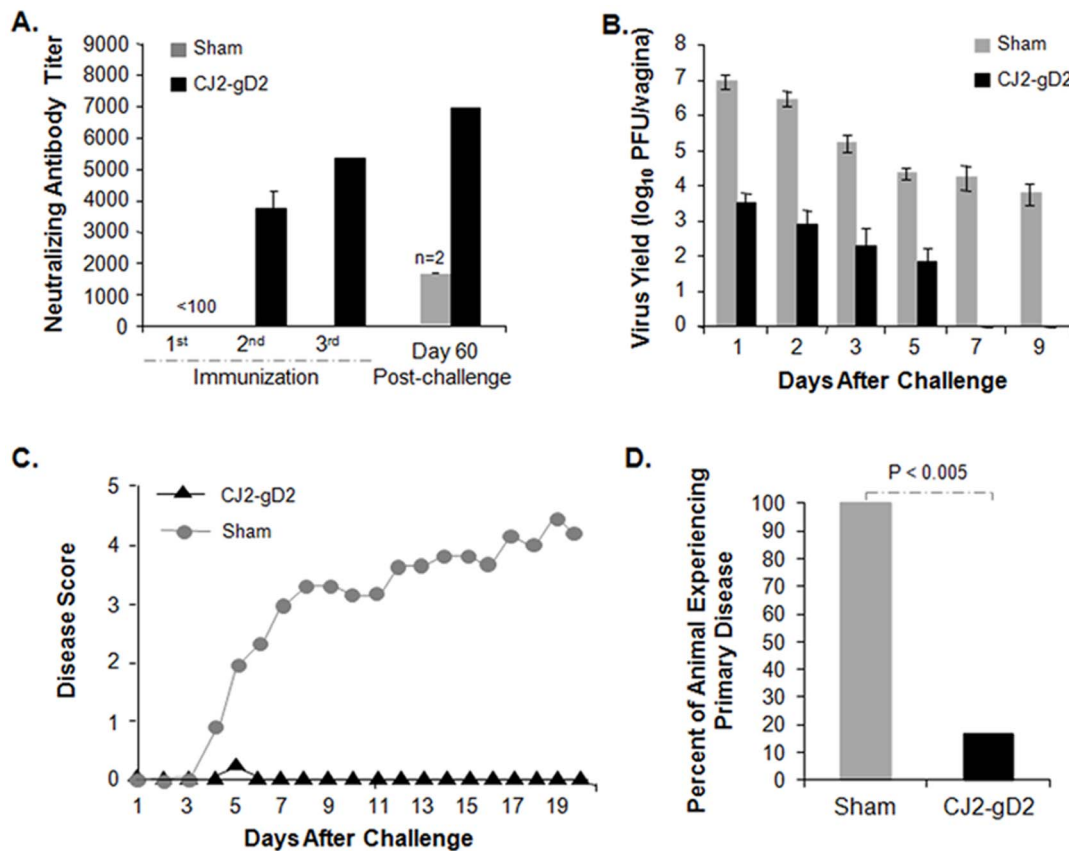 A.
Neutralizing Antibody Titer
9000
8000
7000
6000
5000
4000
3000
2000
1000
0
Sham
CJ2-gD2
<100
n=2
1st 2nd 3rd
Immunization
Day 60
Post-challenge
B.
Virus Yield (log10 PFU/vagina)
8
7
6
5
4
3
2
1
0
Sham
CJ2-gD2
1 2 3 5 7 9
Days After Challenge
C.
Disease Score
5
4
3
2
1
0
CJ2-gD2
Sham
1 3 5 7 9 11 13 15 17 19
Days After Challenge
D.
P < 0.005
Percent of Animal Experiencing
Primary Disease
100
90
80
70
60
50
40
30
20
10
0
Sham CJ2-gD2